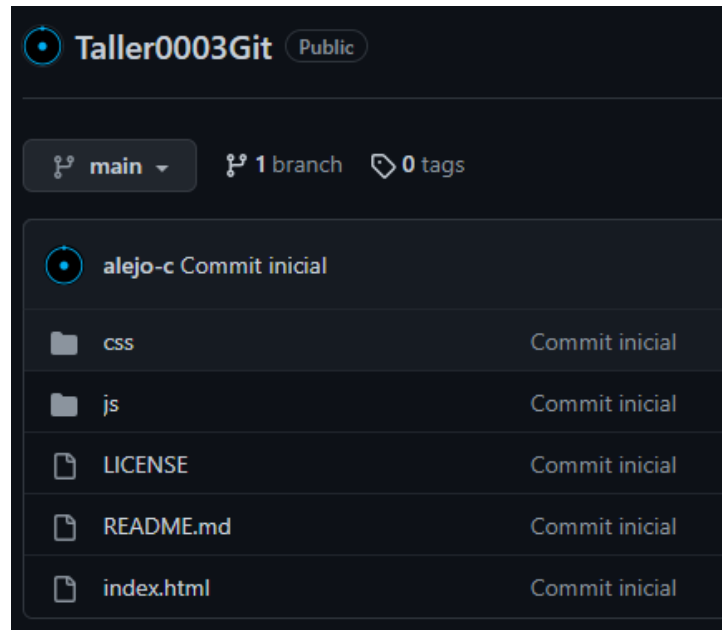 Taller0003Git Public
main 1 branch 0 tags
alejo-c Commit inicial
css Commit inicial
js Commit inicial
LICENSE Commit inicial
README.md Commit inicial
index.html Commit inicial